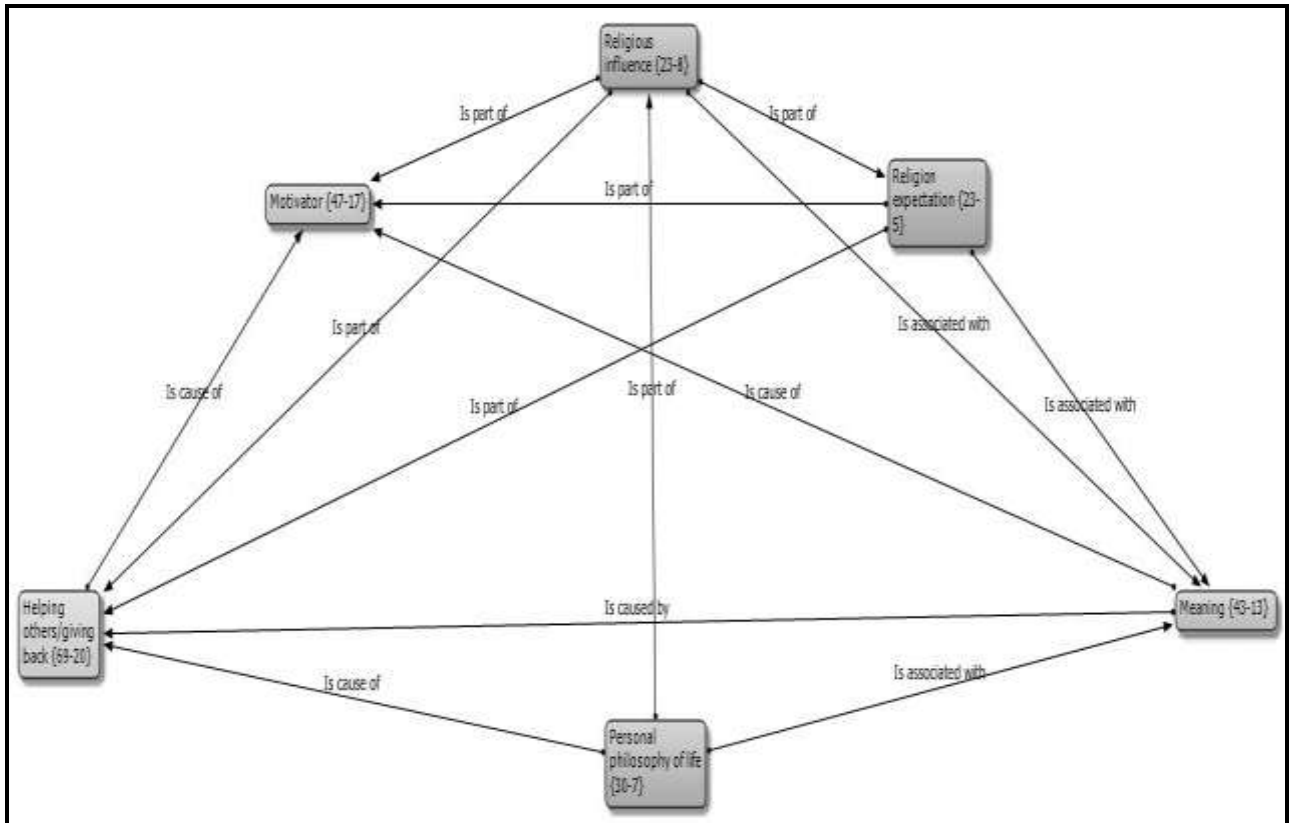 Religious
influence {23-8}
Is part of
Is part of
Motivator {47-17}
Is part of
Religion
expectation {23-
5}
Is part of
Is associated with
Is cause of
Is part of
Is cause of
Is part of
Is associated with
Helping
others/giving
back {69-20}
Is caused by
Meaning {43-13}
Is cause of
Is associated with
Personal
philosophy of life
{30-7}